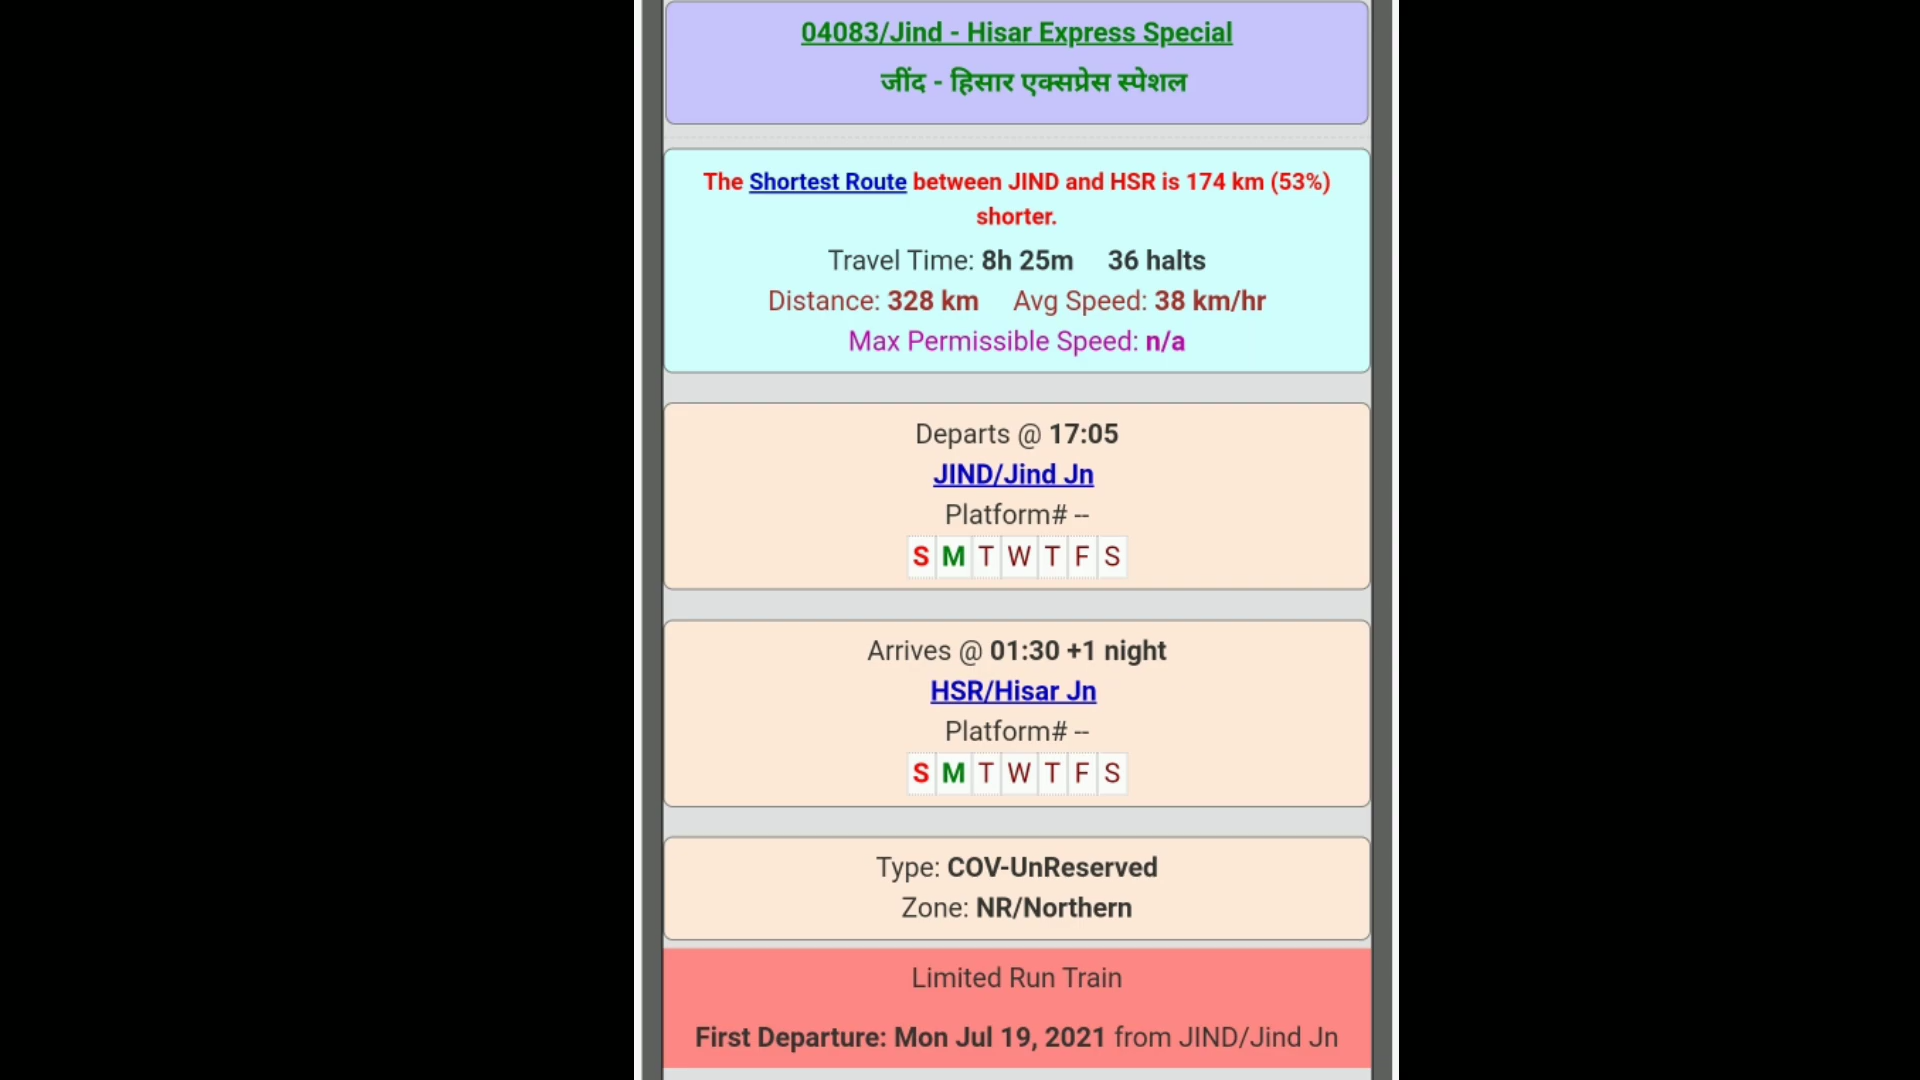 04083/Jind - Hisar Express Special
जींद - हिसार एक्सप्रेस स्पेशल
The Shortest Route between JIND and HSR is 174 km (53%)
shorter.
Travel Time: 8h 25m 36 halts
Distance: 328 km Avg Speed: 38 km/hr
Max Permissible Speed: n/a
Departs @ 17:05
JIND/Jind Jn
Platform# --
S M T W T F S
Arrives @ 01:30 +1 night
HSR/Hisar Jn
Platform# --
S M T W T F S
Type: COV-UnReserved
Zone: NR/Northern
Limited Run Train
First Departure: Mon Jul 19, 2021 from JIND/Jind Jn